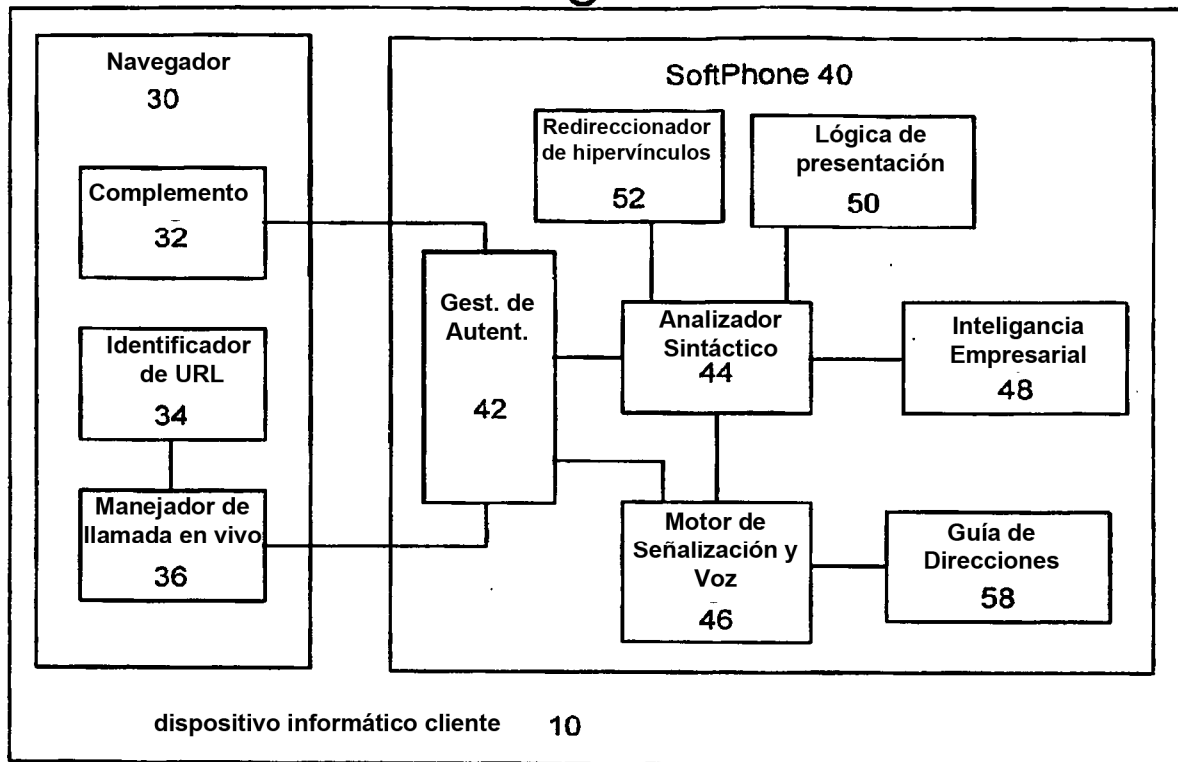 Navegador
30
Complemento
32
Identificador
de URL
34
Manejador de
llamada en vivo
36
SoftPhone 40
Redireccionador
de hipervínculos
52
Lógica de
presentación
50
Gest. de
Autent.
42
Analizador
Sintáctico
44
Inteligancia
Empresarial
48
Motor de
Señalización y
Voz
46
Guía de
Direcciones
58
dispositivo informático cliente 10